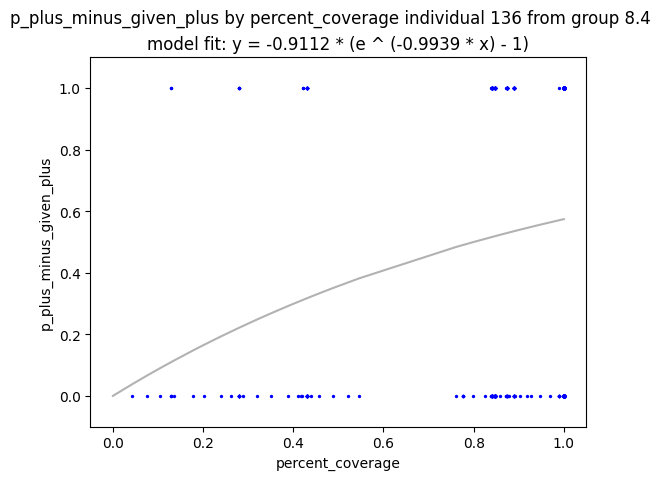 p_plus_minus_given_plus by percent_coverage individual 136 from group 8.4
model fit: y = -0.9112 * (e ^ (-0.9939 * x) - 1)
1.0
0.8
0.6
0.4
0.2
0.0
p_plus_minus_given_plus
0.0 0.2 0.4 0.6 0.8 1.0
percent_coverage